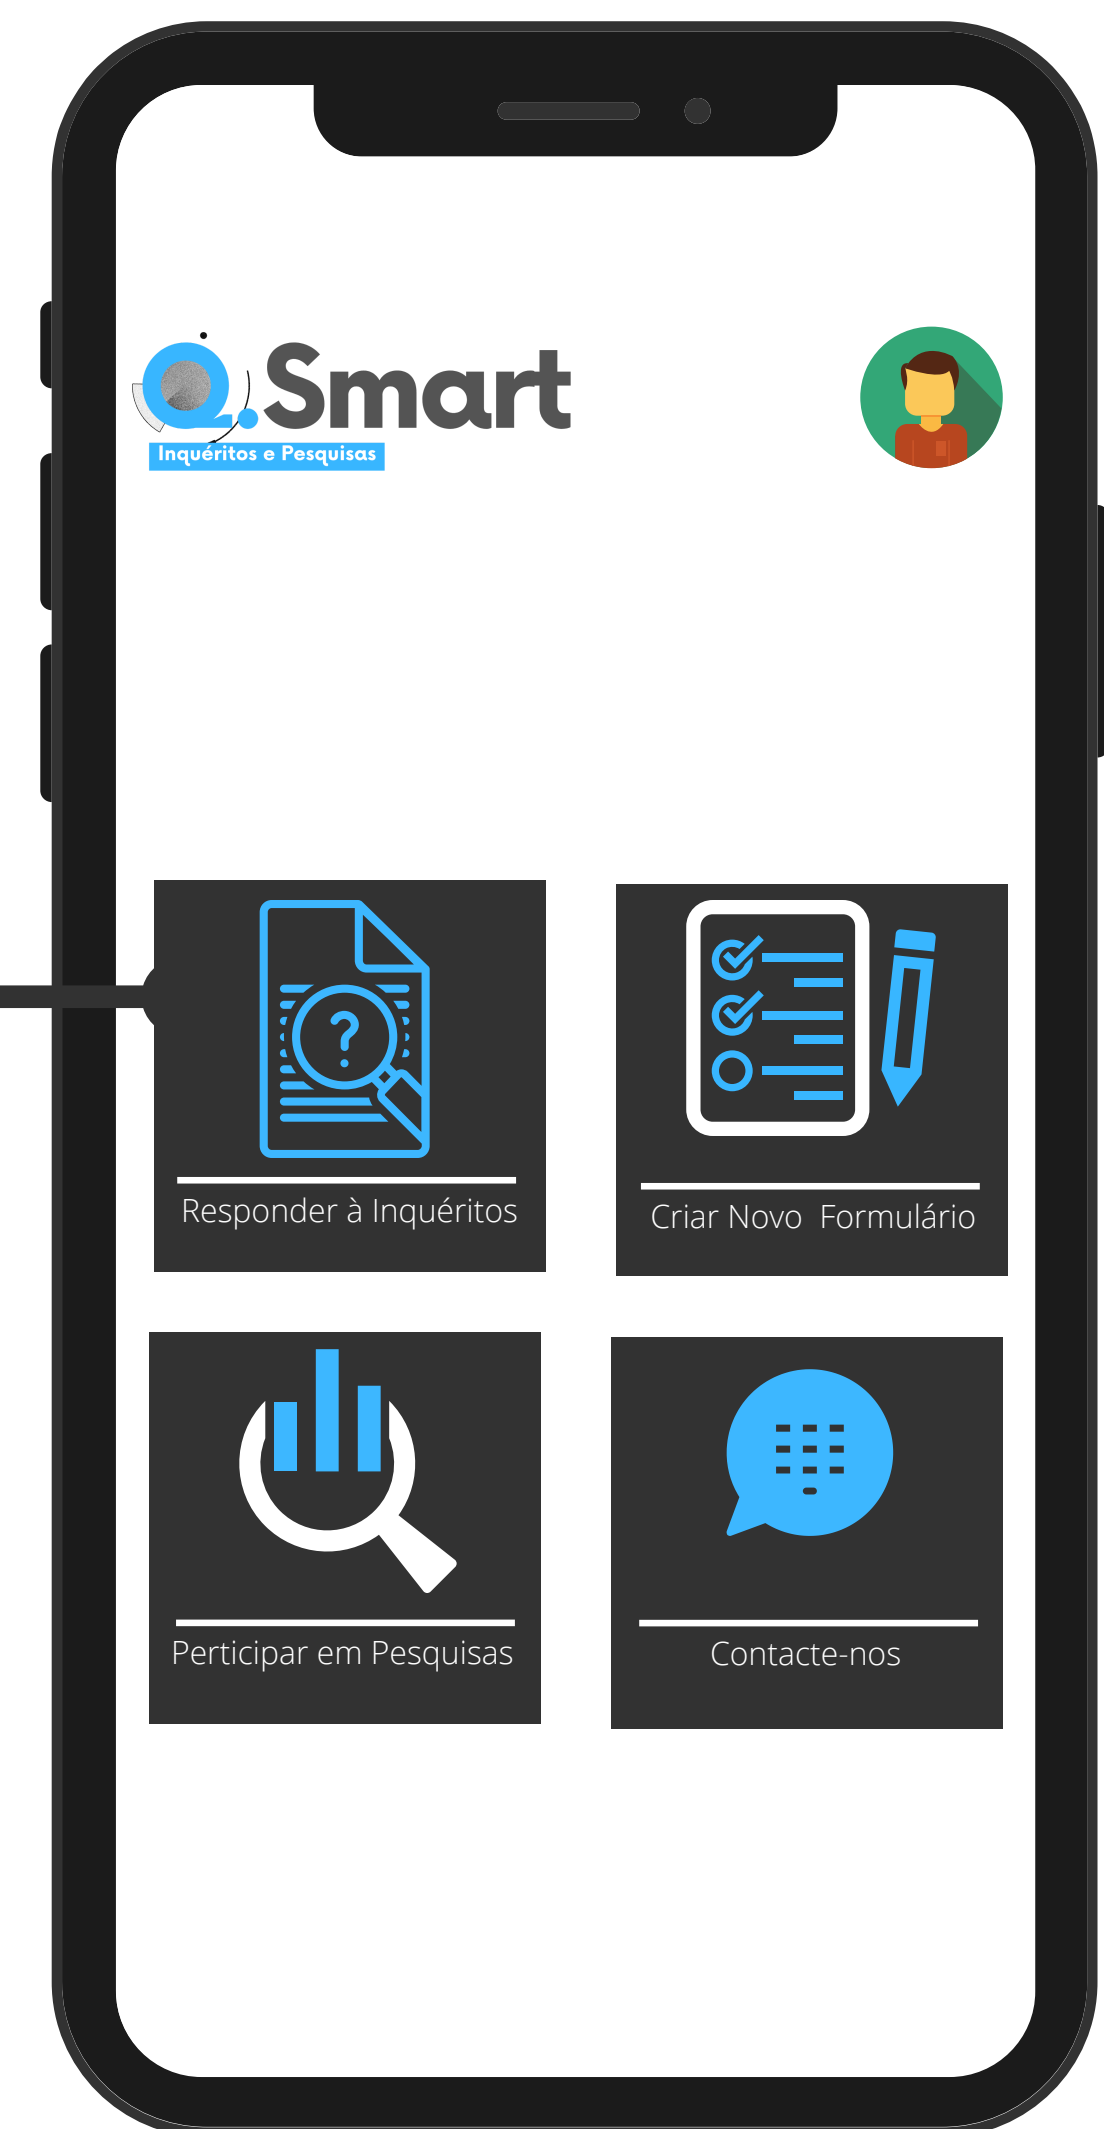 Q.Smart
Inquéritos e Pesquisas
?
Responder à Inquéritos
Criar Novo  Formulário
Perticipar em Pesquisas
Contacte-nos